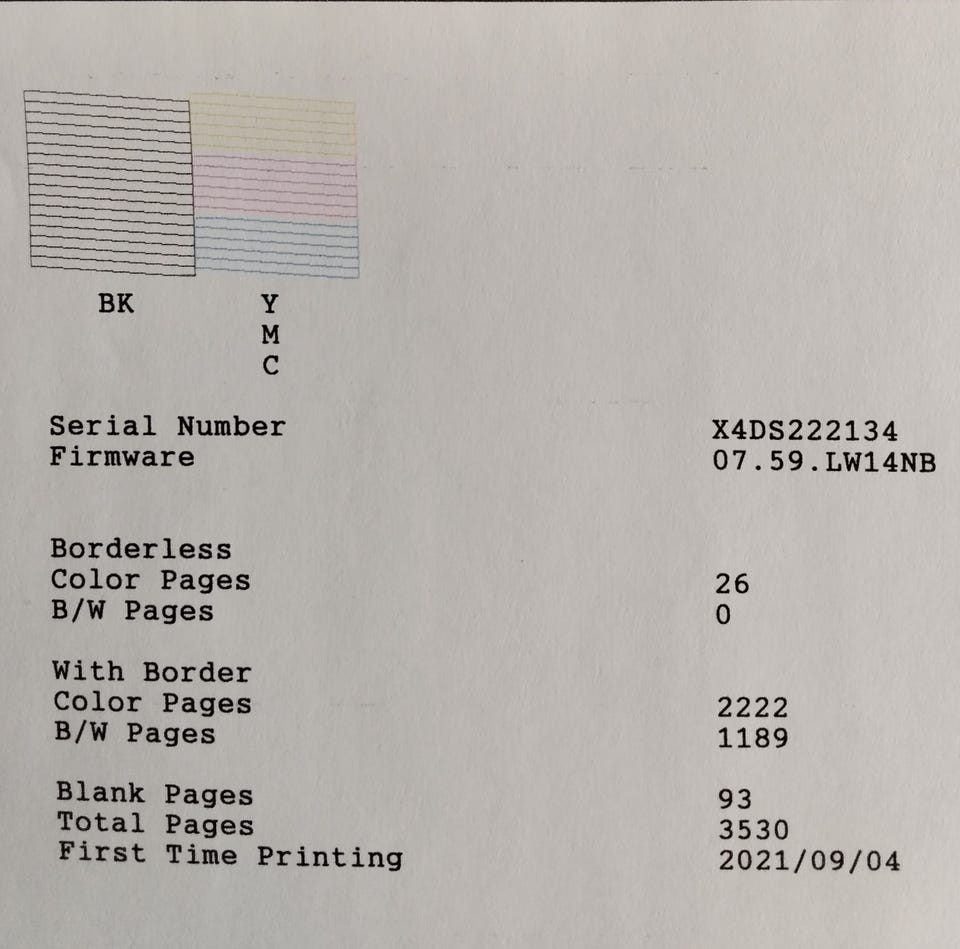 BK Y
M
C
Serial Number X4DS222134
Firmware 07.59.LW14NB
Borderless
Color Pages 26
B/W Pages 0
With Border
Color Pages 2222
B/W Pages 1189
Blank Pages 93
Total Pages 3530
First Time Printing 2021/09/04